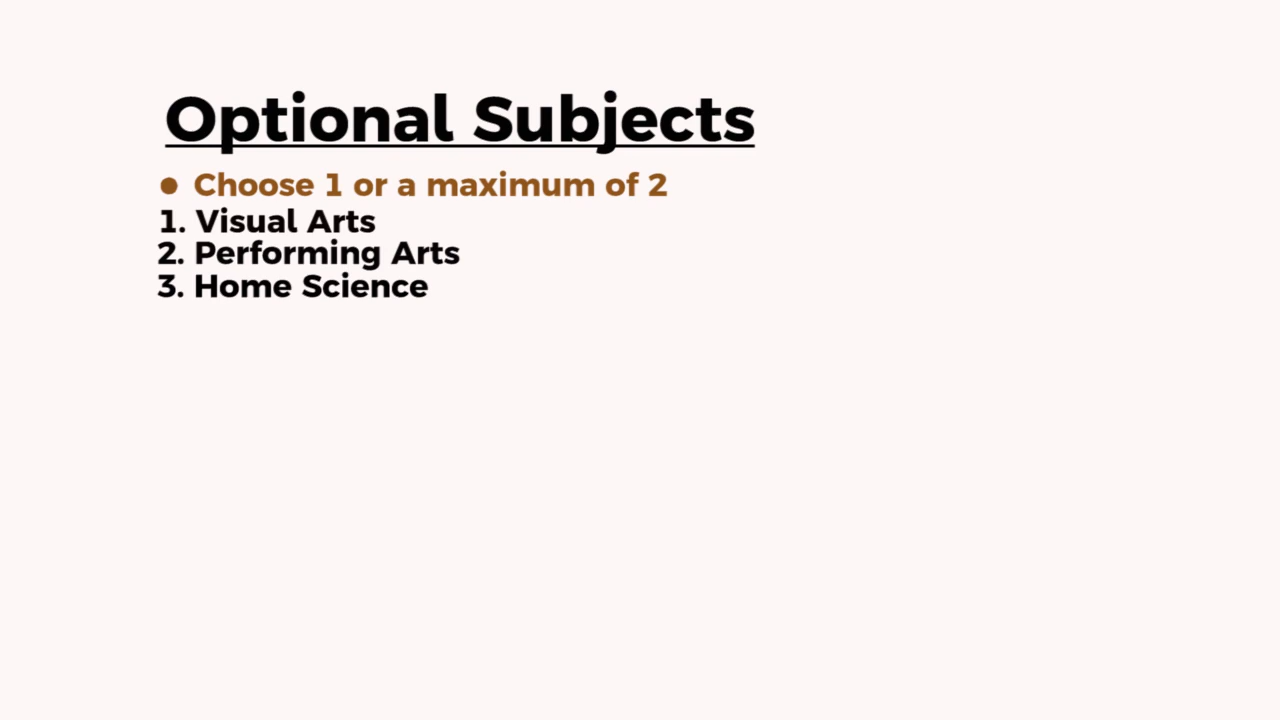 Optional Subjects
● Choose 1 or a maximum of 2
1. Visual Arts
2. Performing Arts
3. Home Science